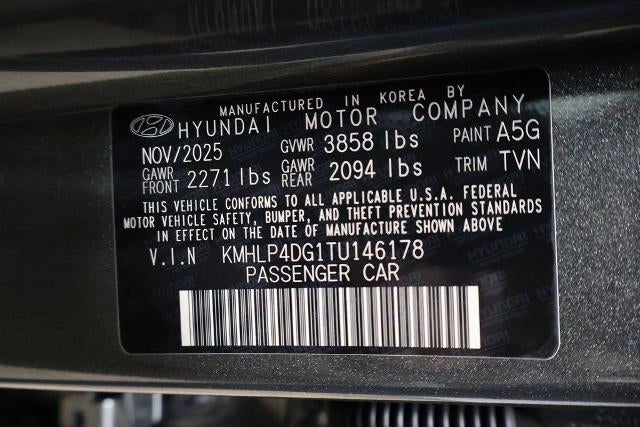 MANUFACTURED IN KOREA BY
HYUNDAI MOTOR COMPANY
NOV/2025 GVWR 3858 lbs PAINT A5G
GAWR FRONT 2271 lbs GAWR REAR 2094 lbs TRIM TVN
THIS VEHICLE CONFORMS TO ALL APPLICABLE U.S.A. FEDERAL
MOTOR VEHICLE SAFETY, BUMPER, AND THEFT PREVENTION STANDARDS
IN EFFECT ON THE DATE OF MANUFACTURE SHOWN ABOVE
V.I.N KMHLP4DG1TU146178
PASSENGER CAR